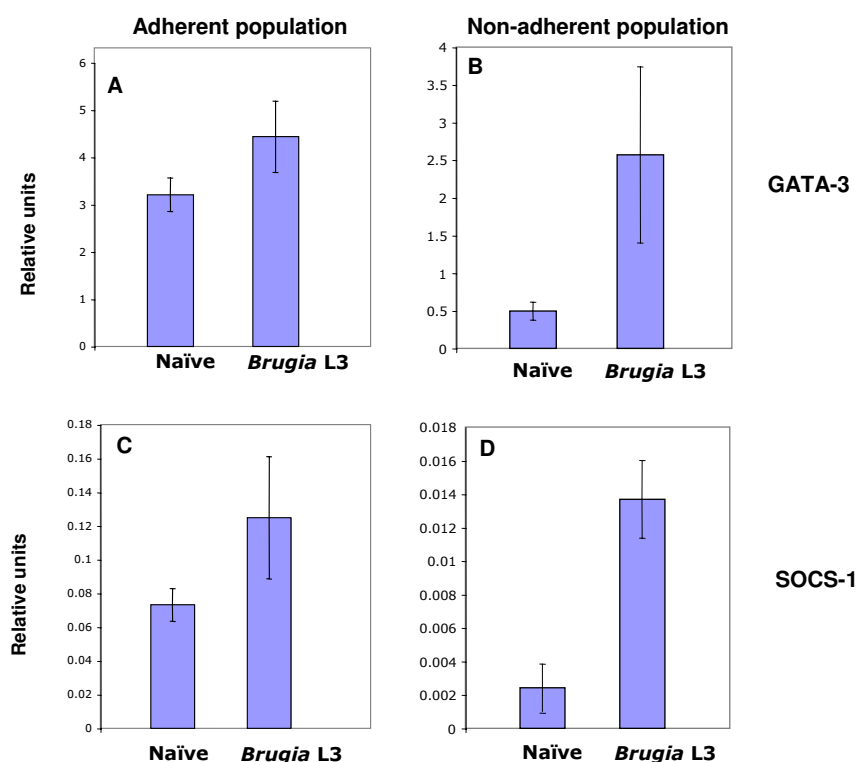 Adherent population
Non-adherent population
A
6
5
4
3
2
1
0
Relative units
Naïve
Brugia L3
B
4
3.5
3
2.5
2
1.5
1
0.5
0
Naïve
Brugia L3
GATA-3
C
0.18
0.16
0.14
0.12
0.1
0.08
0.06
0.04
0.02
0
Relative units
Naïve
Brugia L3
D
0.018
0.016
0.014
0.012
0.01
0.008
0.006
0.004
0.002
0
Naïve
Brugia L3
SOCS-1